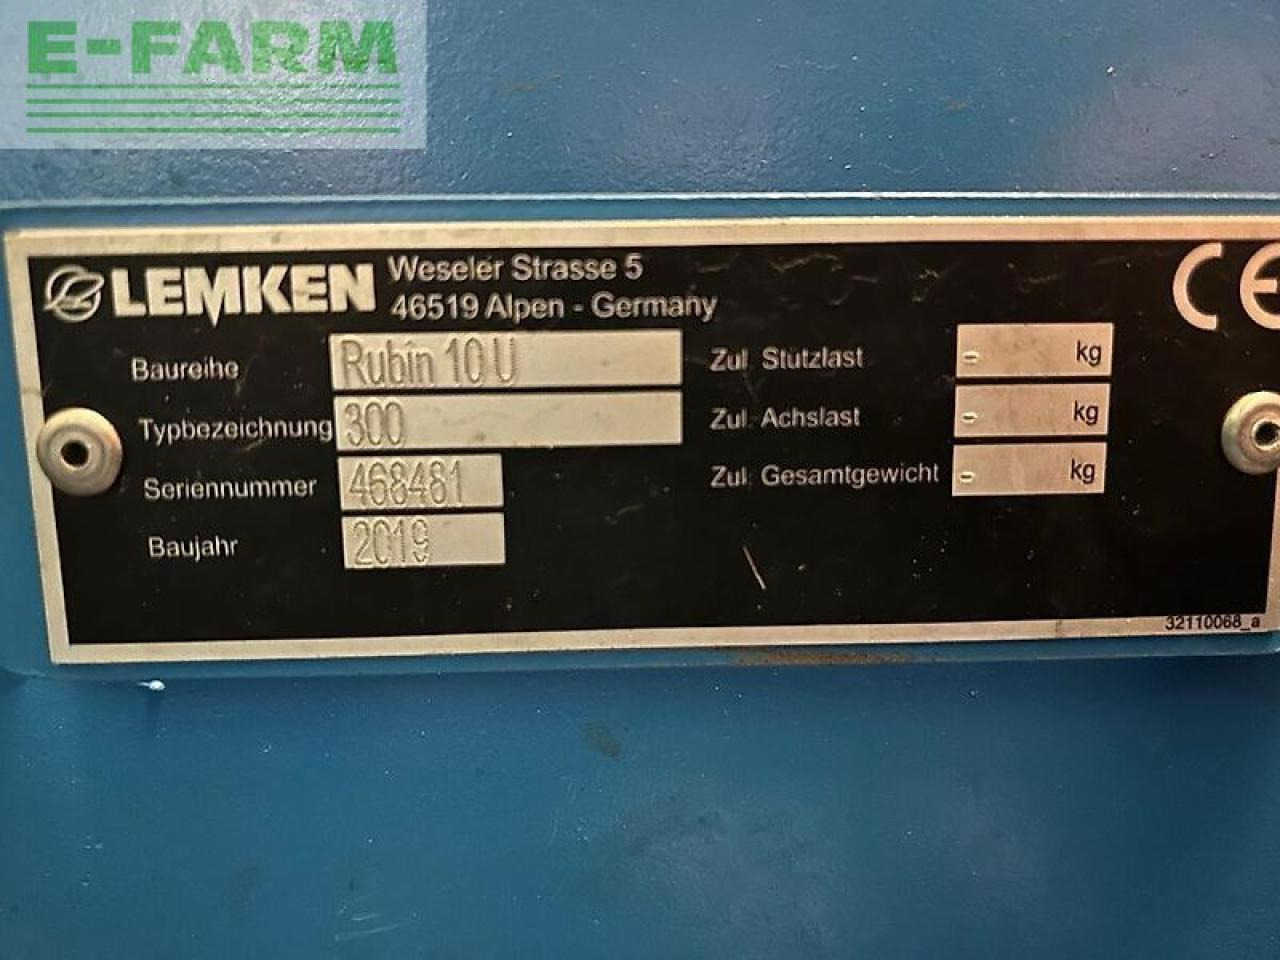 E-FARM
LEMKEN
Weseler Strasse 5
46519 Alpen - Germany
CE
Baureihe Rubin 10 U
Typbezeichnung 300
Seriennummer 468481
Baujahr 2019
Zul. Stützlast - kg
Zul. Achslast - kg
Zul. Gesamtgewicht - kg
32110068_a